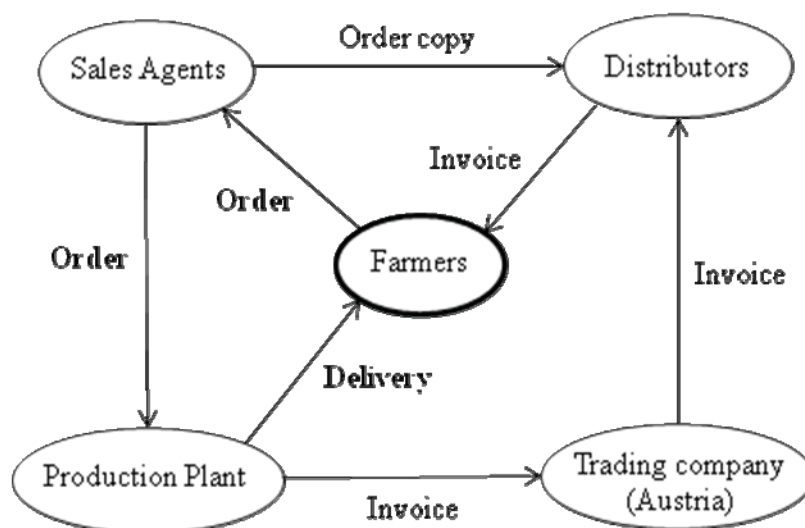 Order copy
Sales Agents
Distributors
Invoice
Order
Farmers
Order
Invoice
Delivery
Production Plant
Trading company
(Austria)
Invoice